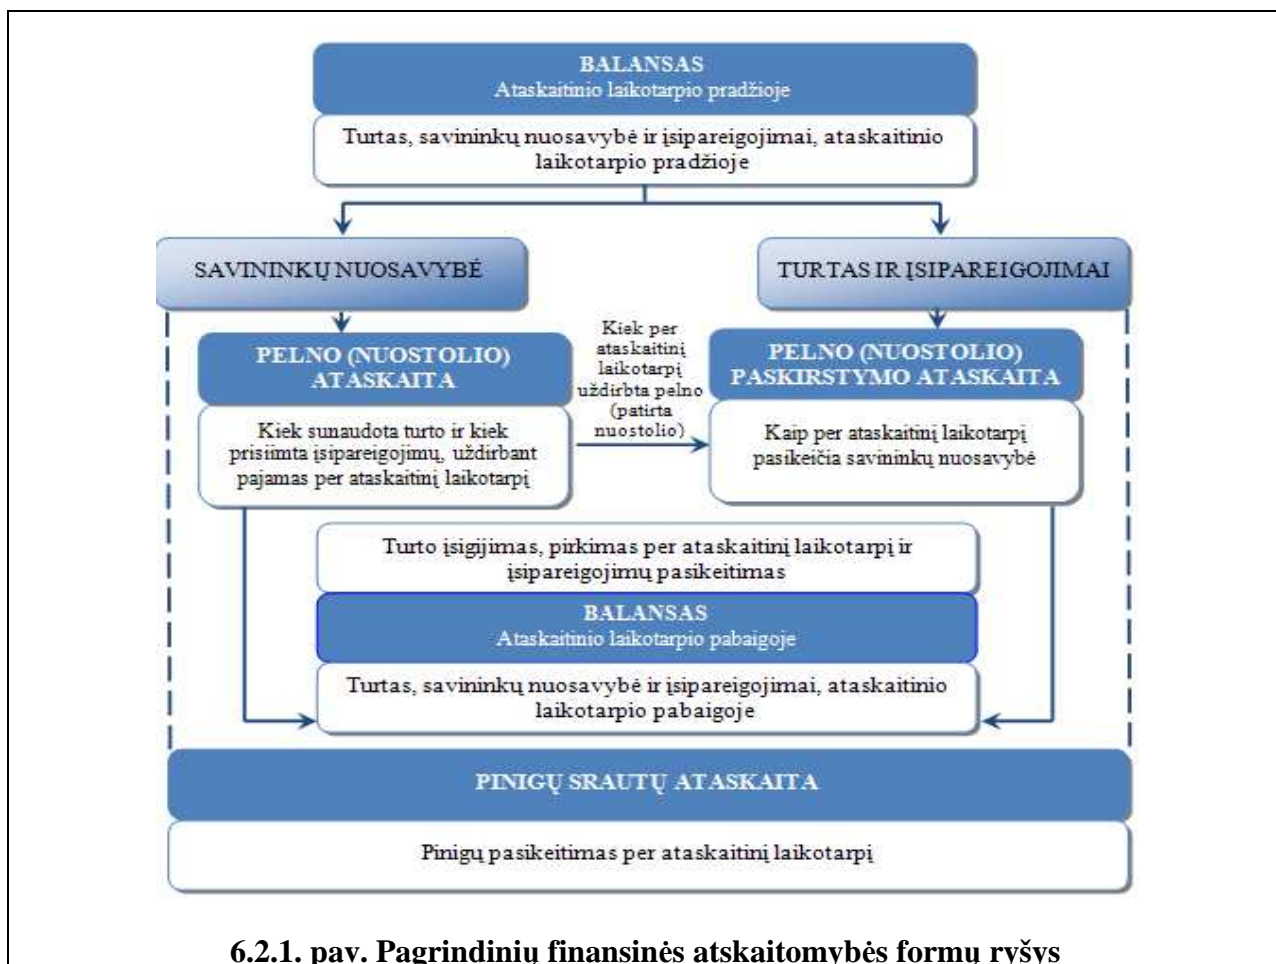 BALANSAS
Ataskaitinio laikotarpio pradžioje
Turtas, savininkų nuosavybė ir įsipareigojimai, ataskaitinio
laikotarpio pradžioje
SAVININKŲ NUOSAVYBĖ
TURTAS IR ĮSIPAREIGOJIMAI
PELNO (NUOSTOLIO)
ATASKAITA
Kiek sunaudota turto ir kiek
prisiimta įsipareigojimų, uždirbant
pajamas per ataskaitinį laikotarpį
Kiek per
ataskaitinį
laikotarpį
uždirbta pelno
(patirta
nuostolio)
PELNO (NUOSTOLIO)
PASKIRSTYMO ATASKAITA
Kaip per ataskaitinį laikotarpį
pasikeičia savininkų nuosavybė
Turto įsigijimas, pirkimas per ataskaitinį laikotarpį ir
įsipareigojimų pasikeitimas
BALANSAS
Ataskaitinio laikotarpio pabaigoje
Turtas, savininkų nuosavybė ir įsipareigojimai, ataskaitinio
laikotarpio pabaigoje
PINIGŲ SRAUTŲ ATASKAITA
Pinigų pasikeitimas per ataskaitinį laikotarpį
6.2.1. pav. Pagrindinių finansinės atskaitomybės formų ryšys